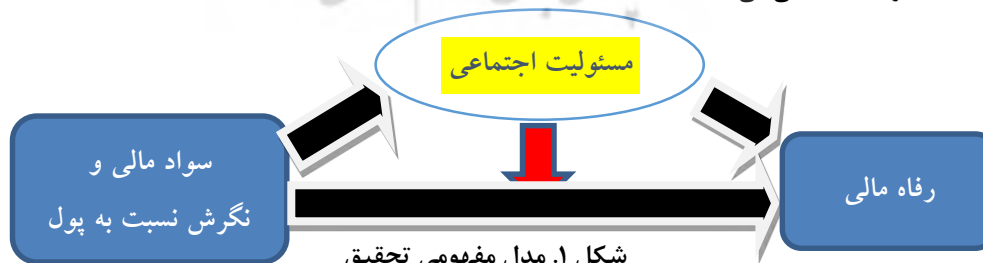 مسئولیت اجتماعی
سواد مالی و
نگرش نسبت به پول
رفاه مالی
شکل ۱. مدل مفهومی تحقیق